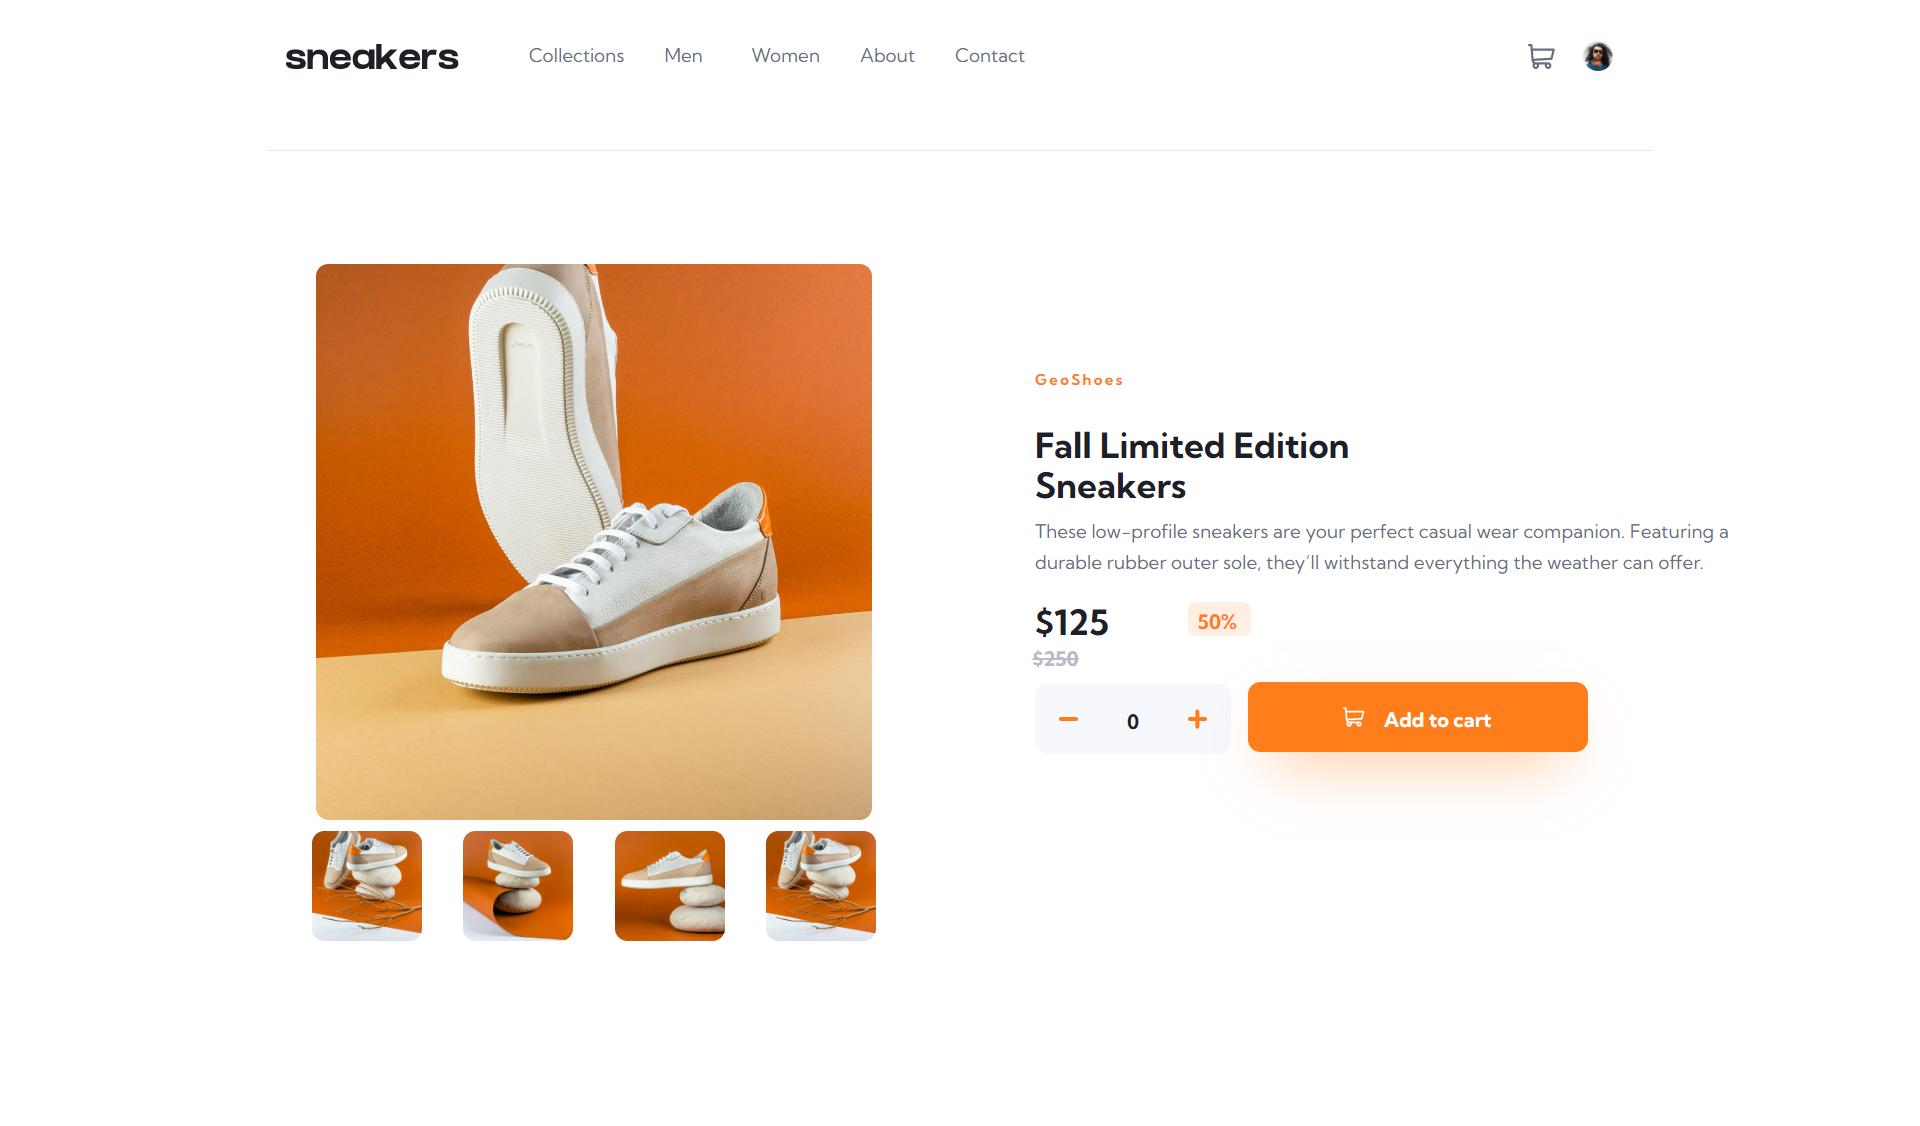 sneakers
Collections
Men
Women
About
Contact
GeoShoes
Fall Limited Edition
Sneakers
These low-profile sneakers are your perfect casual wear companion. Featuring a
durable rubber outer sole, they’ll withstand everything the weather can offer.
$125
50%
$250
0
Add to cart